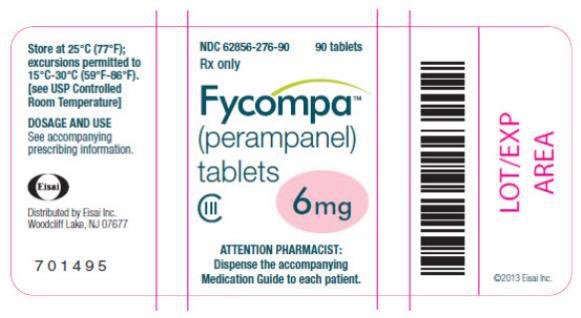 Store at 25°C (77°F);
excursions permitted to
15°C-30°C (59°F-86°F).
[see USP Controlled
Room Temperature]
DOSAGE AND USE
See accompanying
prescribing information.
Eisai
Distributed by Eisai Inc.
Woodcliff Lake, NJ 07677
701495
NDC 62856-276-90 90 tablets
Rx only
Fycompa™
(perampanel)
tablets
CIII
6 mg
ATTENTION PHARMACIST:
Dispense the accompanying
Medication Guide to each patient.
LOT/EXP
AREA
©2013 Eisai Inc.